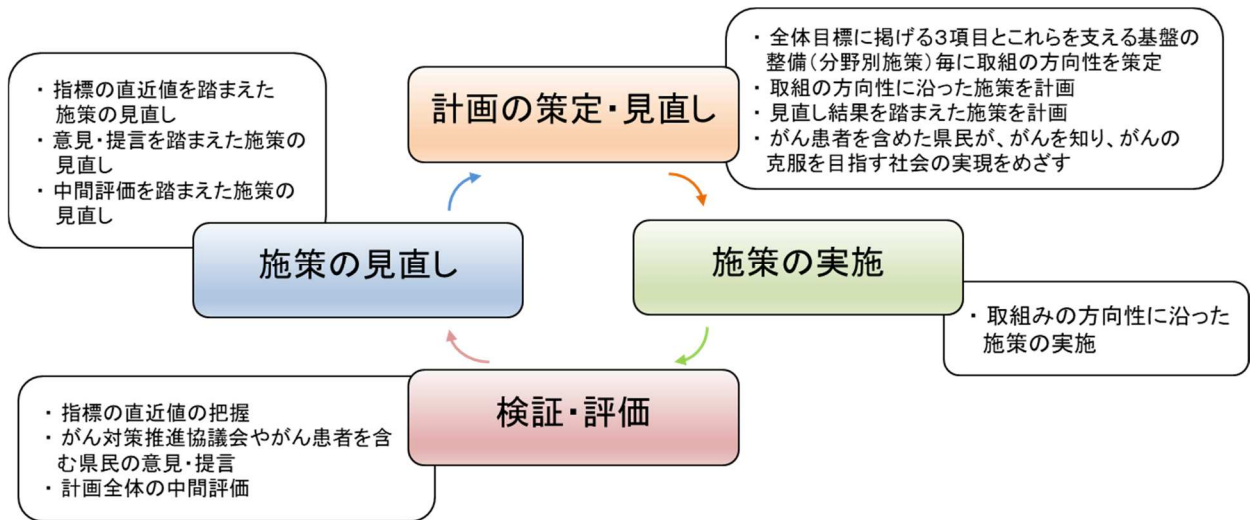 計画の策定・見直し
・ 全体目標に掲げる３項目とこれらを支える基盤の
整備（分野別施策）毎に取組の方向性を策定
・ 取組の方向性に沿った施策を計画
・ 見直し結果を踏まえた施策を計画
・ がん患者を含めた県民が、がんを知り、がんの
克服を目指す社会の実現をめざす
施策の実施
・ 取組みの方向性に沿った
施策の実施
検証・評価
・ 指標の直近値の把握
・ がん対策推進協議会やがん患者を含
む県民の意見・提言
・ 計画全体の中間評価
施策の見直し
・ 指標の直近値を踏まえた
施策の見直し
・ 意見・提言を踏まえた施策の
見直し
・ 中間評価を踏まえた施策の
見直し